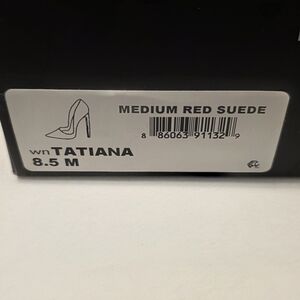 MEDIUM RED SUEDE
8 86063 91132 9
wn TATIANA
8.5 M